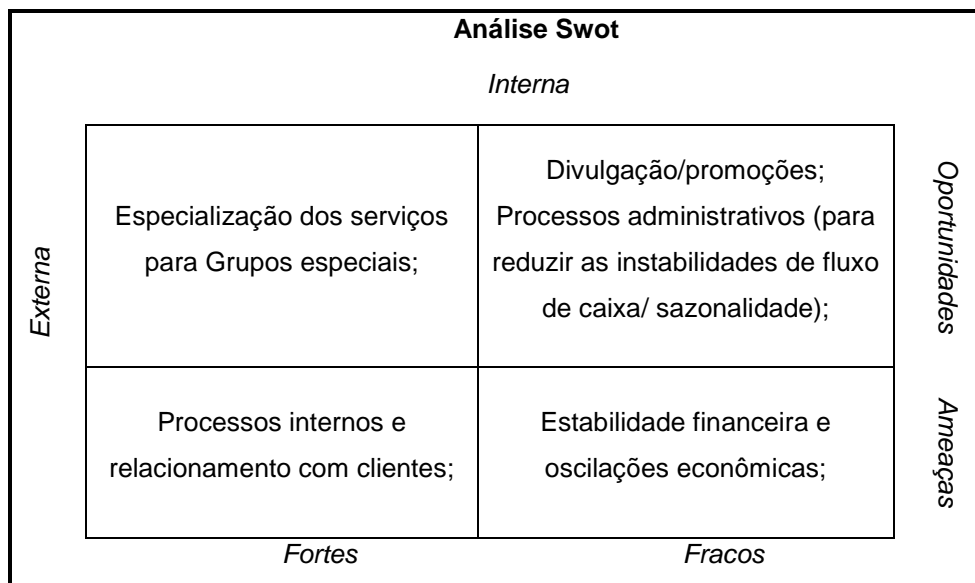 Análise Swot
Interna
Externa
Especialização dos serviços
para Grupos especiais;
Divulgação/promoções;
Processos administrativos (para
reduzir as instabilidades de fluxo
de caixa/ sazonalidade);
Oportunidades
Processos internos e
relacionamento com clientes;
Estabilidade financeira e
oscilações econômicas;
Ameaças
Fortes
Fracos